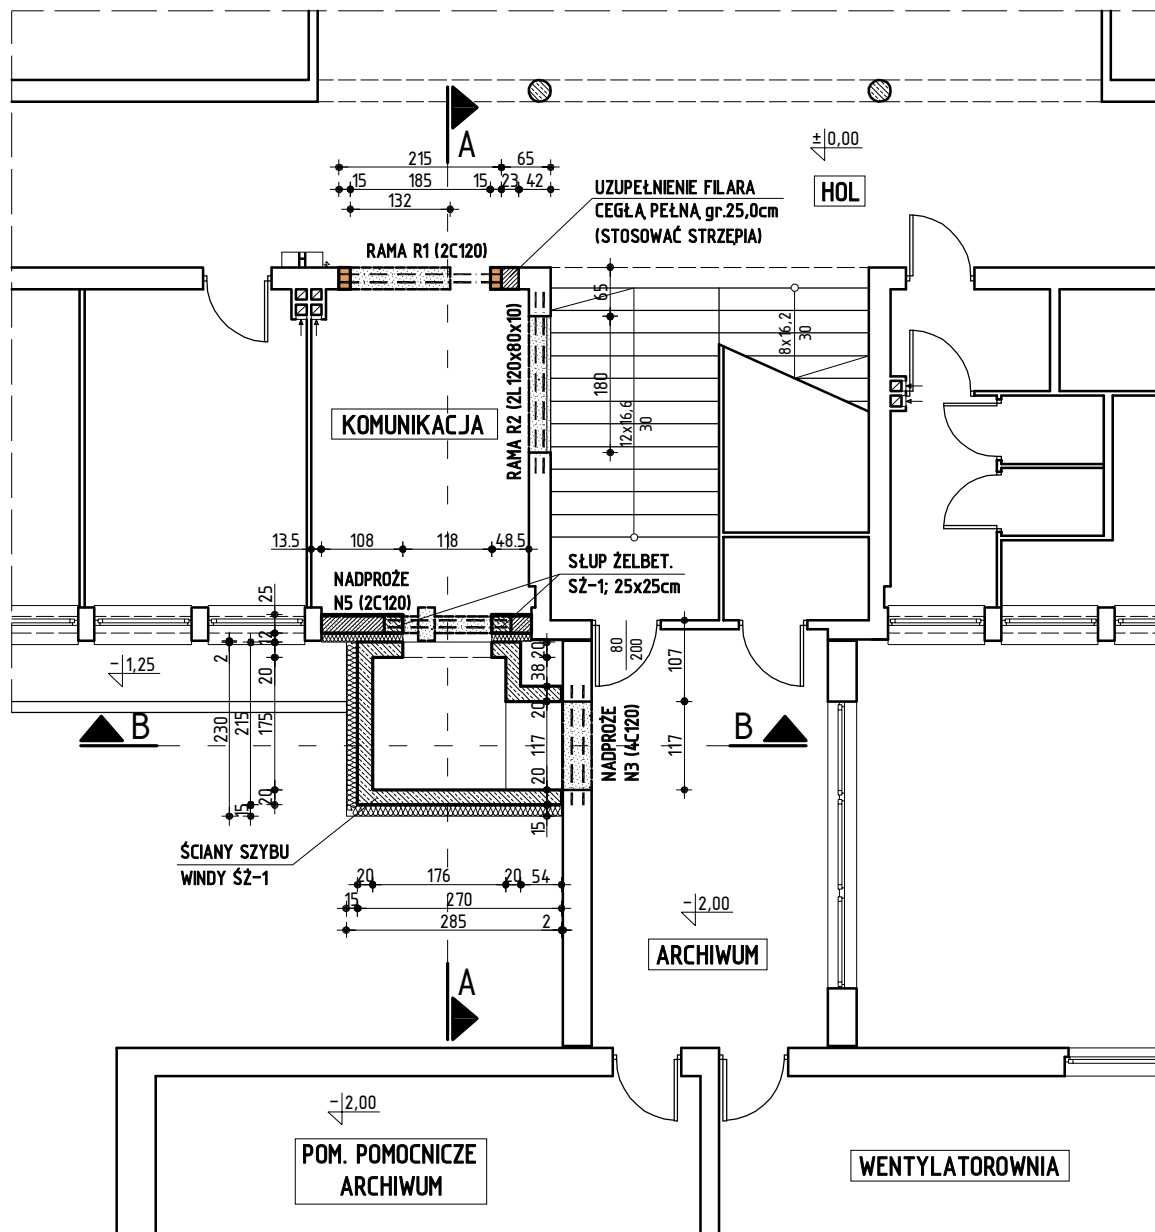 ±0,00
A
215
65
15
185
15
23
42
132
HOL
UZUPEŁNIENIE FILARA
CEGŁĄ PEŁNĄ gr.25,0cm
(STOSOWAĆ STRZĘPIA)
RAMA R1 (2C120)
H
65
8x16,2
30
RAMA R2 (2L 120x80x10)
180
12x16,6
30
KOMUNIKACJA
13.5
108
118
48.5
SŁUP ŻELBET.
SŻ-1; 25x25cm
NADPROŻE
N5 (2C120)
25
12
2
20
-1,25
80
200
20
38
107
B
230
215
175
20
117
NADPROŻE
N3 (4C120)
117
B
20
15
20
15
ŚCIANY SZYBU
WINDY ŚŻ-1
20
176
20
54
15
270
285
2
-2,00
ARCHIWUM
A
-2,00
POM. POMOCNICZE
ARCHIWUM
WENTYLATOROWNIA